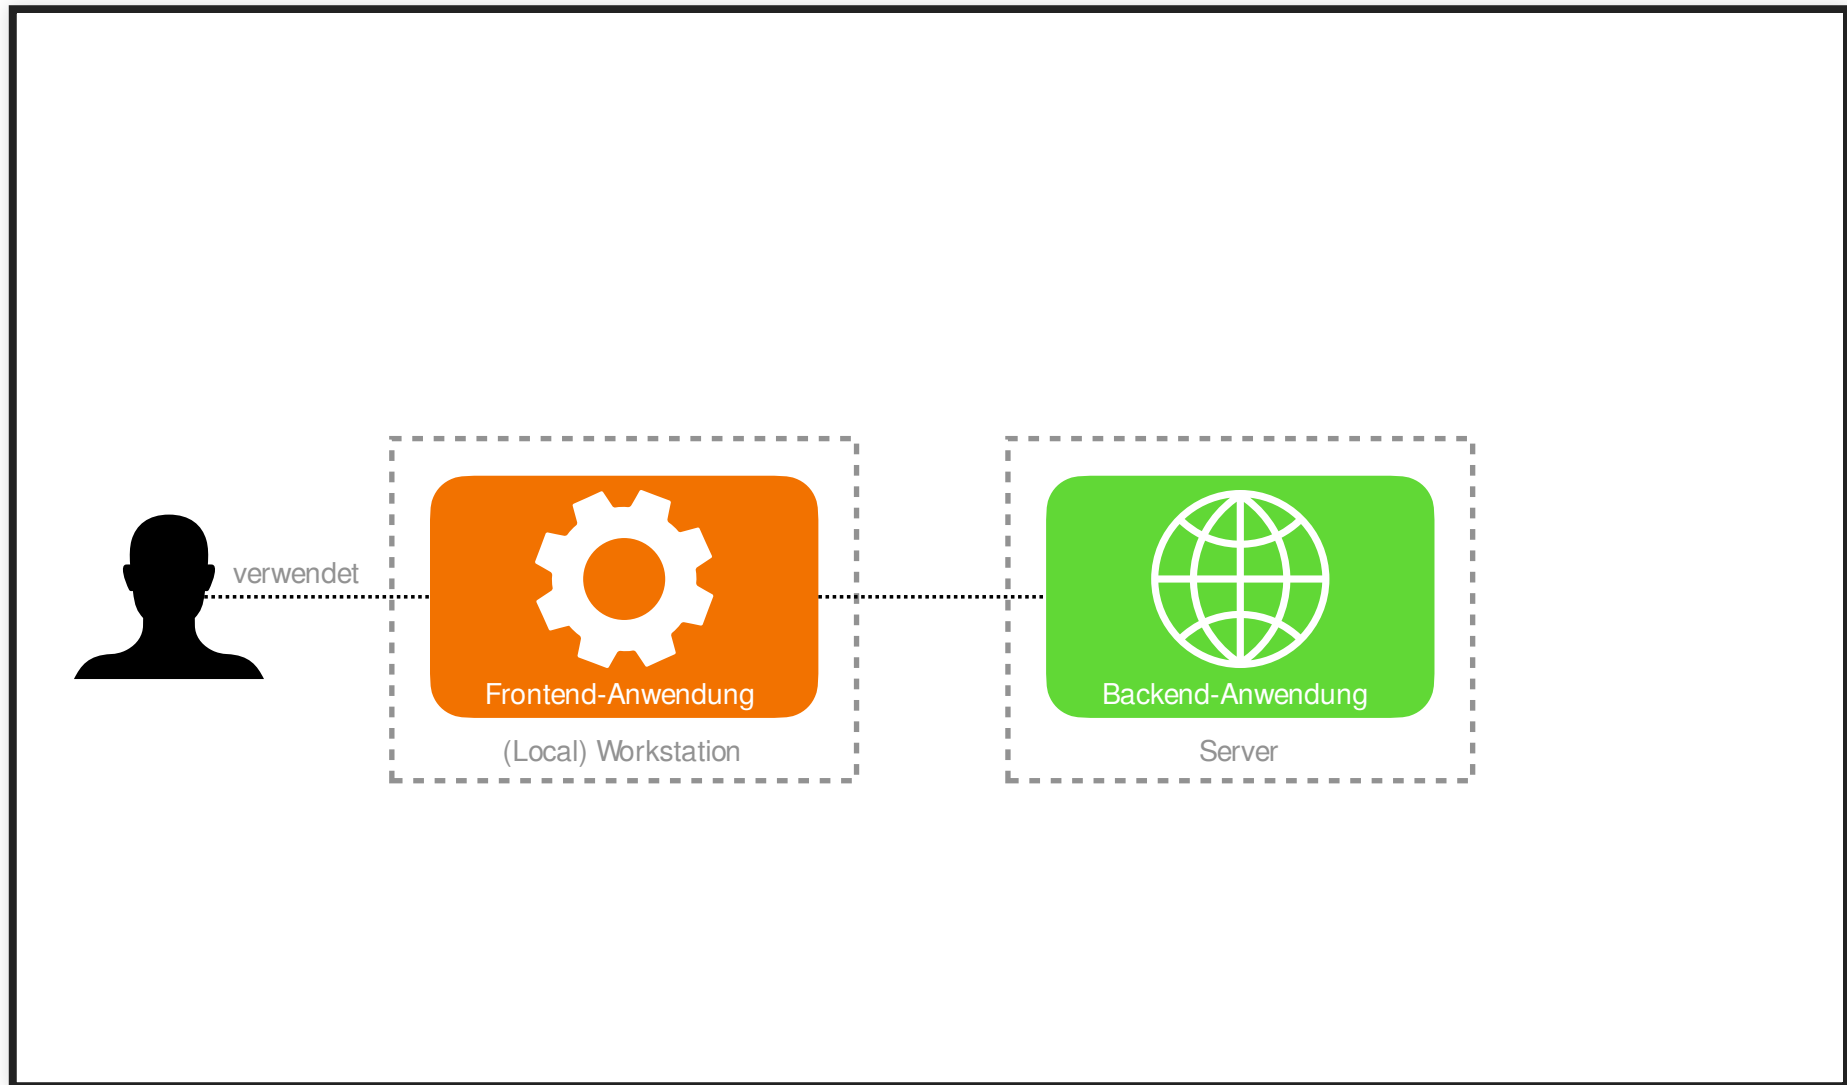 verwendet
Frontend-Anwendung
(Local) Workstation
Backend-Anwendung
Server